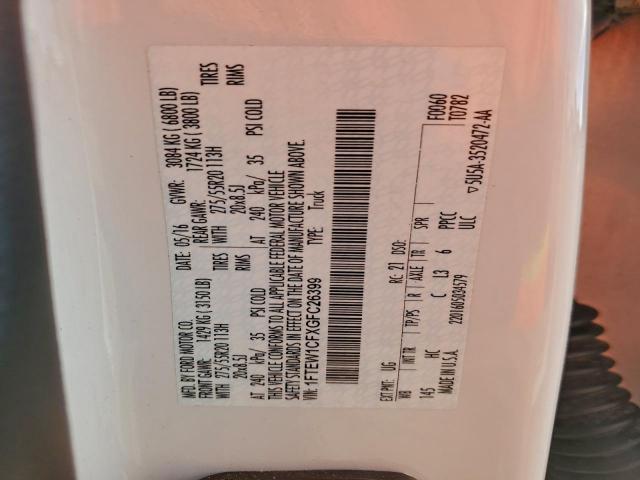 MFD. BY FORD MOTOR CO.
DATE: 05/16 GVWR: 3084 KG ( 6800 LB)
FRONT GAWR: 1429 KG ( 3150 LB) REAR GAWR: 1724 KG ( 3800 LB)
WITH 275/55R20 113H TIRES WITH 275/55R20 113H TIRES
20x8.5J RIMS 20x8.5J RIMS
AT 240 kPa/ 35 PSI COLD AT 240 kPa/ 35 PSI COLD
THIS VEHICLE CONFORMS TO ALL APPLICABLE FEDERAL MOTOR VEHICLE
SAFETY STANDARDS IN EFFECT ON THE DATE OF MANUFACTURE SHOWN ABOVE.
VIN: 1FTEW1CFXGFC26399 TYPE: Truck
F0060
T0782
EXT PNT: UG RC: 21 DSO:
WB INT TR TP/PS R AXLE TR SPR
145 HC C L3 6 PPCC
ULC
MADE IN U.S.A. 5U5A-3520472-AA